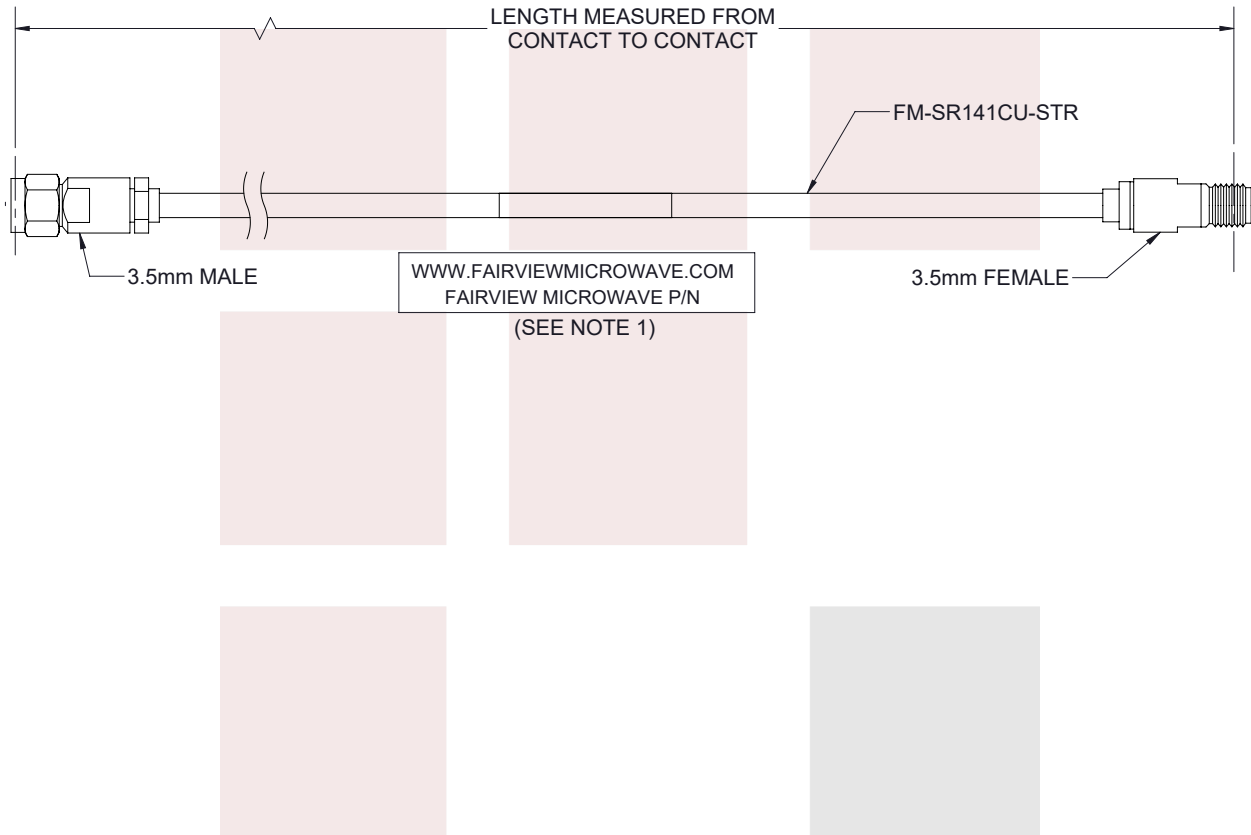 LENGTH MEASURED FROM
CONTACT TO CONTACT
FM-SR141CU-STR
3.5mm MALE
WWW.FAIRVIEWMICROWAVE.COM
FAIRVIEW MICROWAVE P/N
(SEE NOTE 1)
3.5mm FEMALE